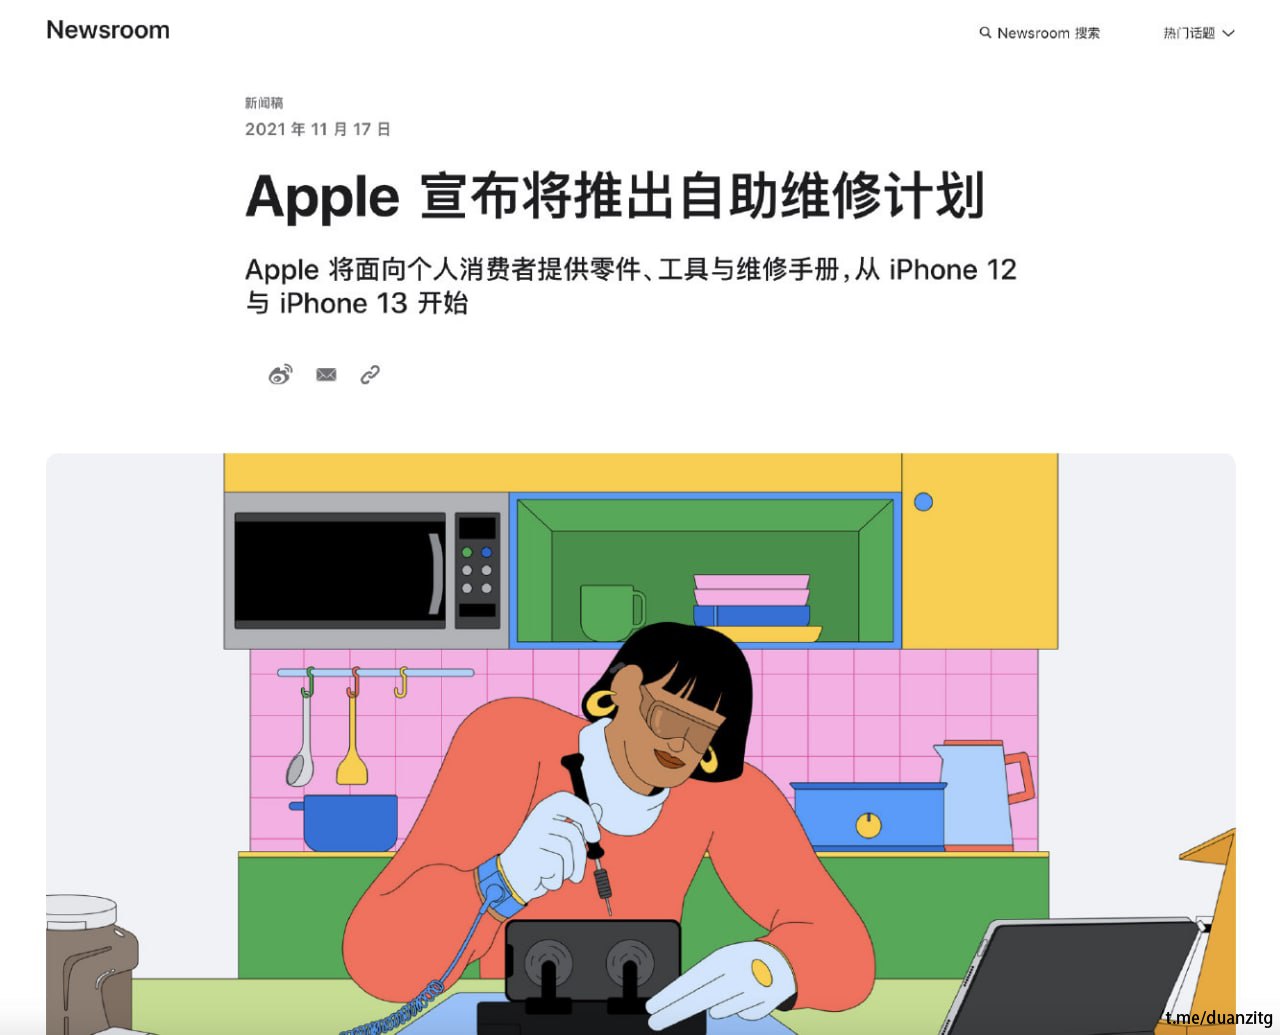 Newsroom
Newsroom 搜索
热门话题
新闻稿
2021 年 11 月 17 日
Apple 宣布将推出自助维修计划
Apple 将面向个人消费者提供零件、工具与维修手册，从 iPhone 12
与 iPhone 13 开始
t.me/duanzitg